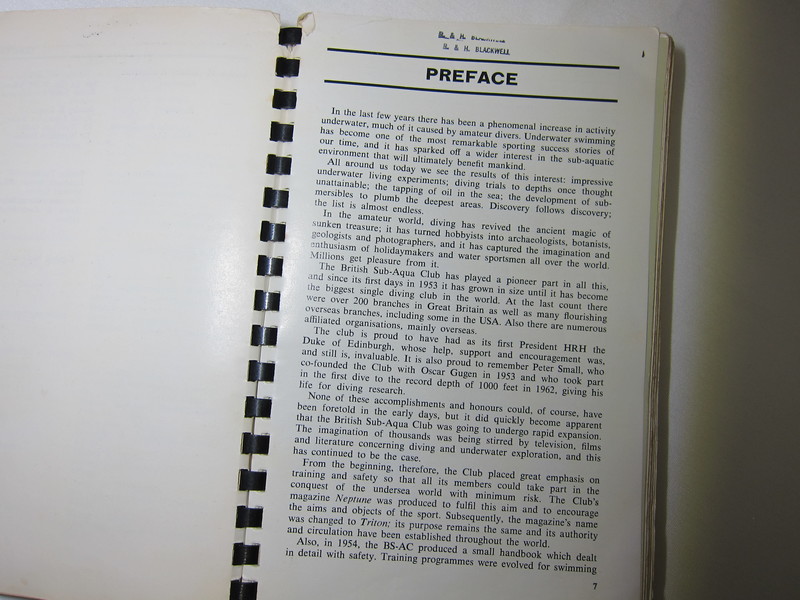 B. & H. BLACKWELL
PREFACE
In the last few years there has been a phenomenal increase in activity
underwater, much of it caused by amateur divers. Underwater swimming
has become one of the most remarkable sporting success stories of
our time, and it has sparked off a wider interest in the sub-aquatic
environment that will ultimately benefit mankind.
All around us today we see the results of this interest: impressive
underwater living experiments; diving trials to depths once thought
unattainable; the tapping of oil in the sea; the development of sub-
mersibles to plumb the deepest areas. Discovery follows discovery;
the list is almost endless.
In the amateur world, diving has revived the ancient magic of
sunken treasure; it has turned hobbyists into archaeologists, botanists,
geologists and photographers, and it has captured the imagination and
enthusiasm of holidaymakers and water sportsmen all over the world.
Millions get pleasure from it.
The British Sub-Aqua Club has played a pioneer part in all this,
and since its first days in 1953 it has grown in size until it has become
the biggest single diving club in the world. At the last count there
were over 200 branches in Great Britain as well as many flourishing
overseas branches, including some in the USA. Also there are numerous
affiliated organisations, mainly overseas.
The club is proud to have had as its first President HRH the
Duke of Edinburgh, whose help, support and encouragement was,
and still is, invaluable. It is also proud to remember Peter Small, who
co-founded the Club with Oscar Gugen in 1953 and who took part
in the first dive to the record depth of 1000 feet in 1962, giving his
life for diving research.
None of these accomplishments and honours could, of course, have
been foretold in the early days, but it did quickly become apparent
that the British Sub-Aqua Club was going to undergo rapid expansion.
The imagination of thousands was being stirred by television, films
and literature concerning diving and underwater exploration, and this
has continued to be the case.
From the beginning, therefore, the Club placed great emphasis on
training and safety so that all its members could take part in the
conquest of the undersea world with minimum risk. The Club's
magazine Neptune was produced to fulfil this aim and to encourage
the aims and objects of the sport. Subsequently, the magazine's name
was changed to Triton; its purpose remains the same and its authority
and circulation have been established throughout the world.
Also, in 1954, the BS-AC produced a small handbook which dealt
in detail with safety. Training programmes were evolved for swimming
7